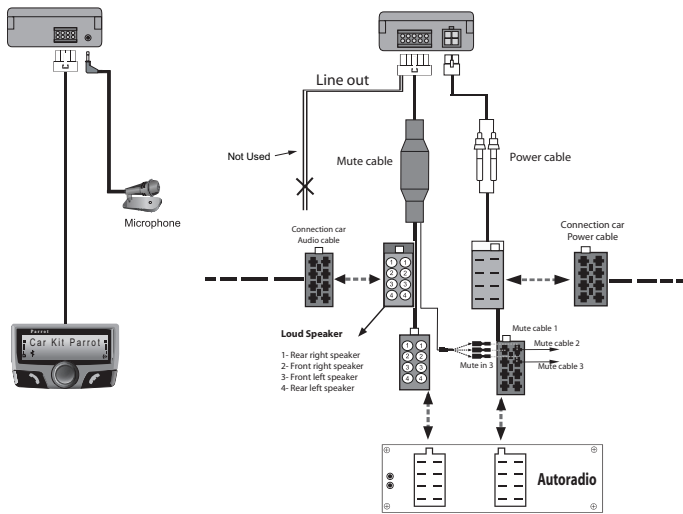 Line out
Not Used
Mute cable
Power cable
Microphone
Connection car
Audio cable
Connection car
Power cable
1 1
2 2
3 3
4 4
Loud Speaker
1- Rear right speaker
2- Front right speaker
3- Front left speaker
4- Rear left speaker
1 1
2 2
3 3
4 4
Mute cable 1
Mute cable 2
Mute in 3
Mute cable 3
Parrot
Car Kit Parrot
Autoradio